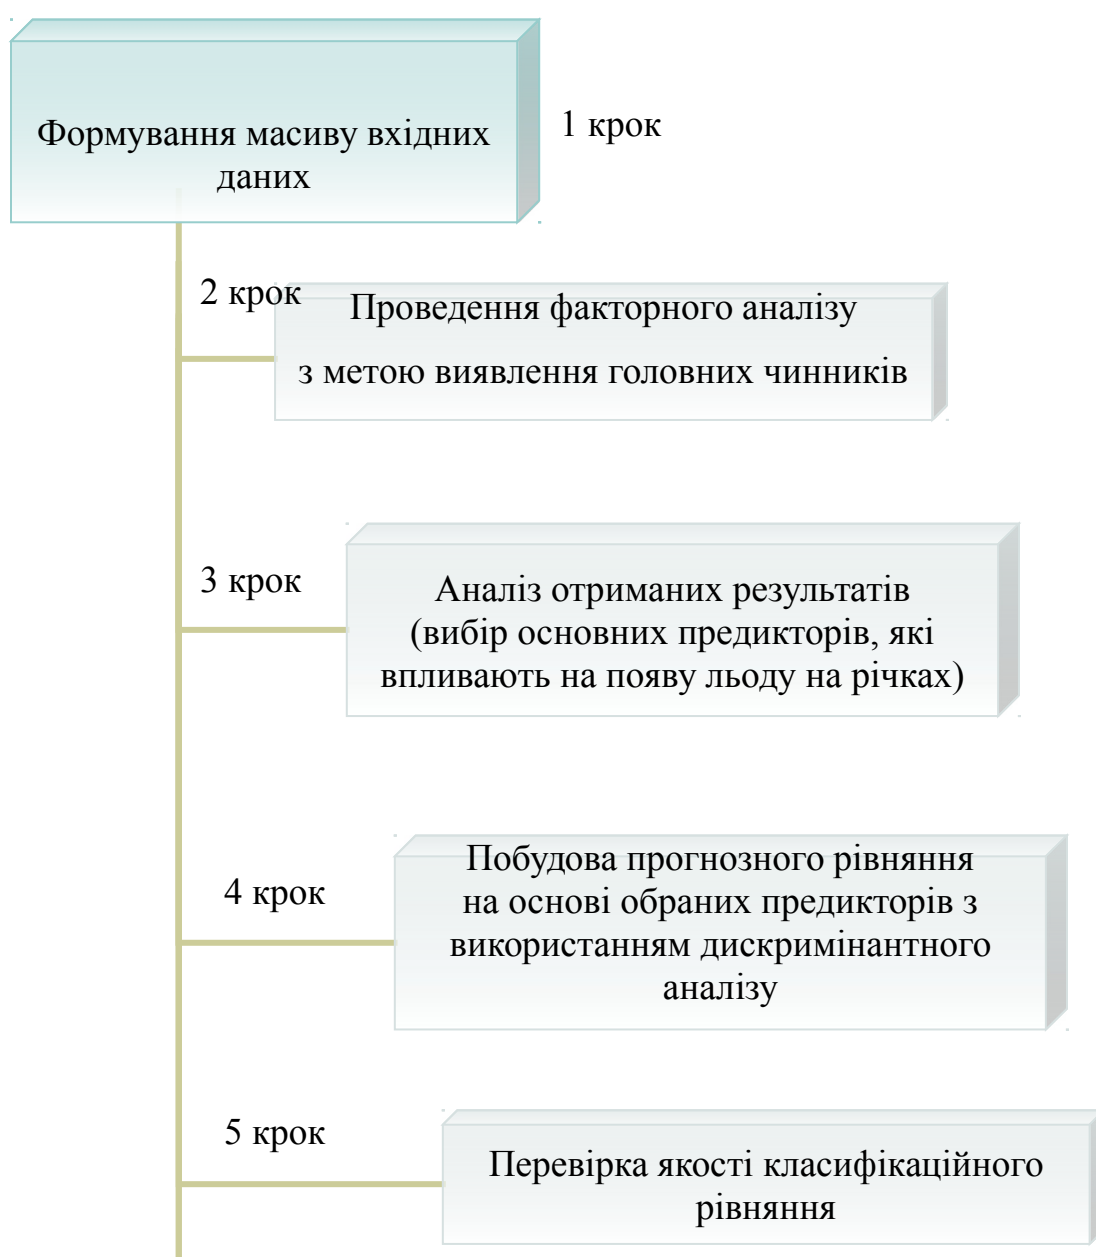 1 крок
Формування масиву вхідних
даних
2 крок
Проведення факторного аналізу
з метою виявлення головних чинників
3 крок
Аналіз отриманих результатів
(вибір основних предикторів, які
впливають на появу льоду на річках)
4 крок
Побудова прогнозного рівняння
на основі обраних предикторів з
використанням дискримінантного
аналізу
5 крок
Перевірка якості класифікаційного
рівняння